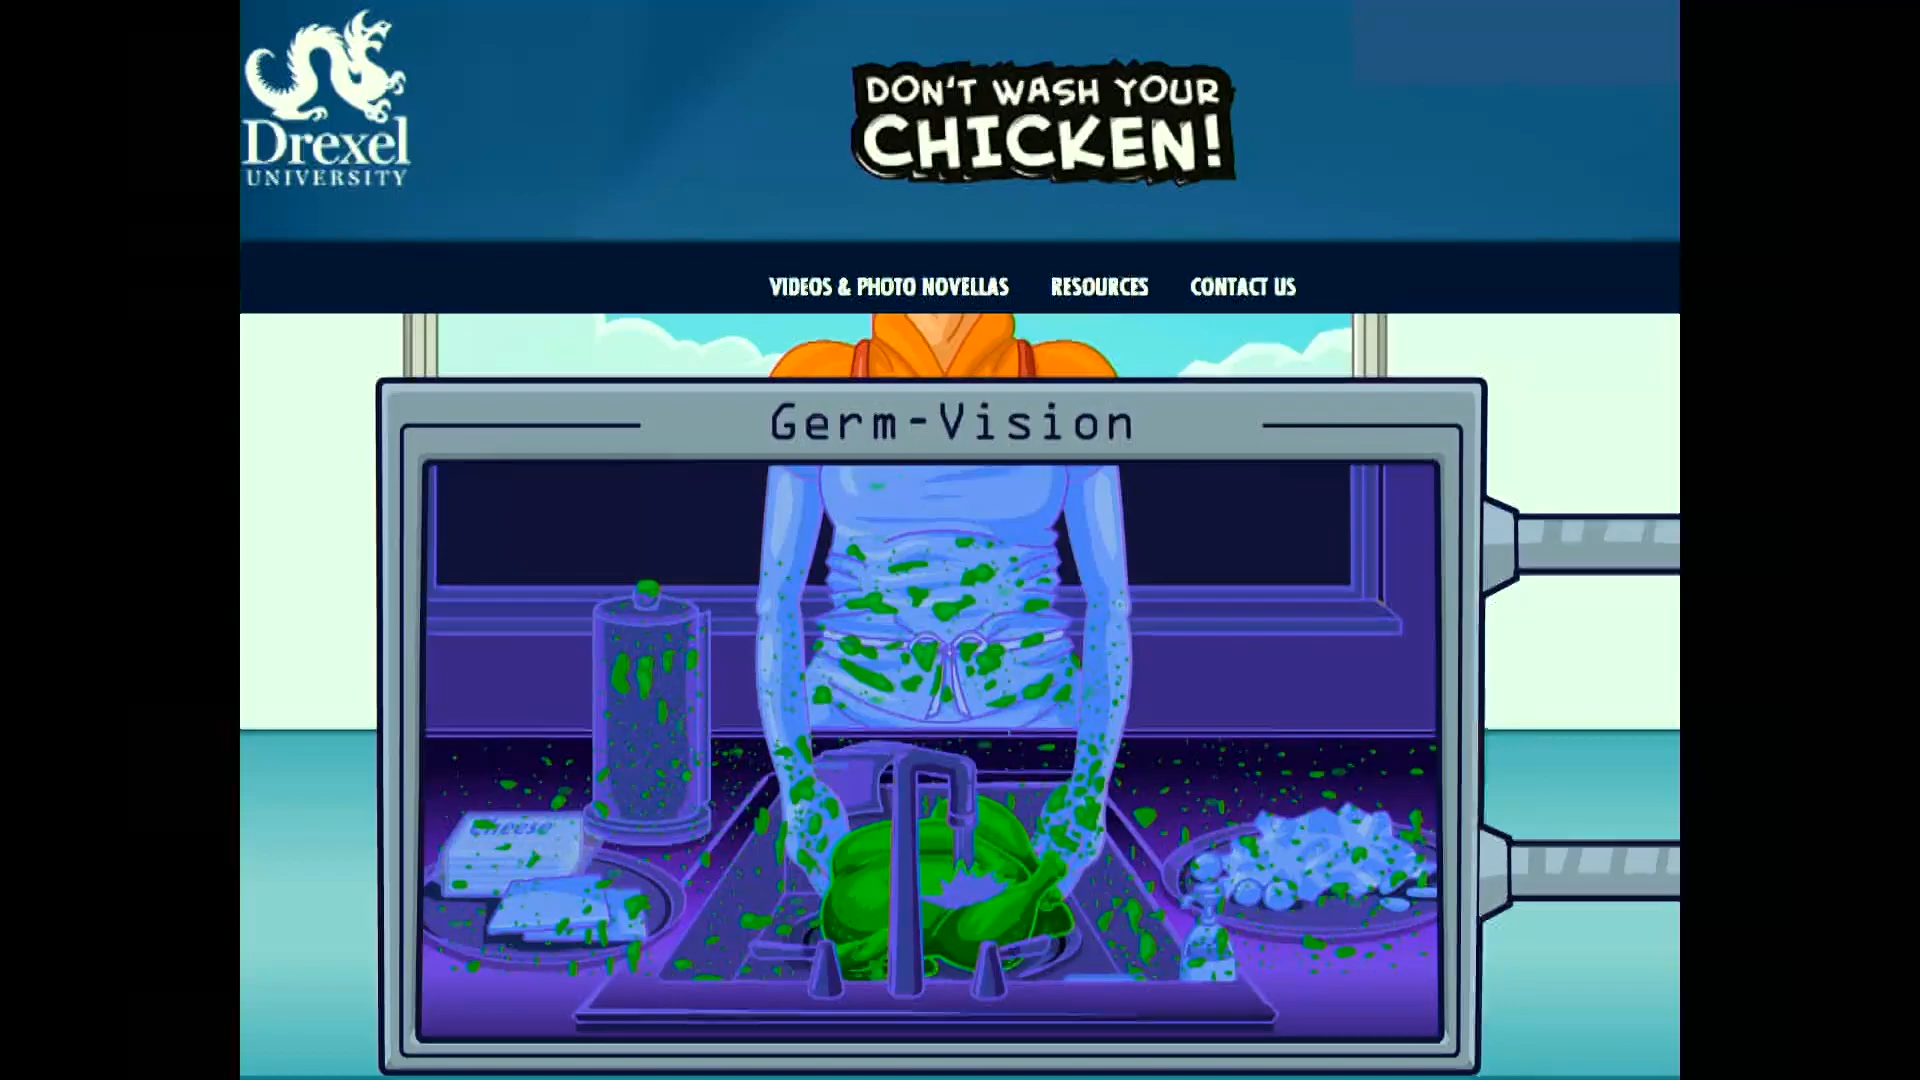 Drexel
UNIVERSITY
DON'T WASH YOUR
CHICKEN!
VIDEOS & PHOTO NOVELLAS RESOURCES CONTACT US
Germ-Vision
Cheese